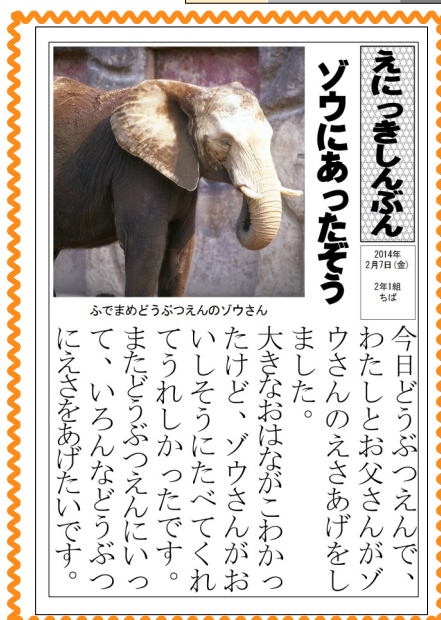 えにっきしんぶん
2014年
2月7日(金)
2年1組
ちば
ゾウにあったぞう
ふでまめどうぶつえんのゾウさん
今日どうぶつえんで、
わたしとお父さんがゾ
ウさんのえさあげをし
ました。
大きなおはながこわかっ
たけど、ゾウさんがお
いしそうにたべてくれ
てうれしかったです。
またどうぶつえんにいっ
て、いろんなどうぶつ
にえさをあげたいです。